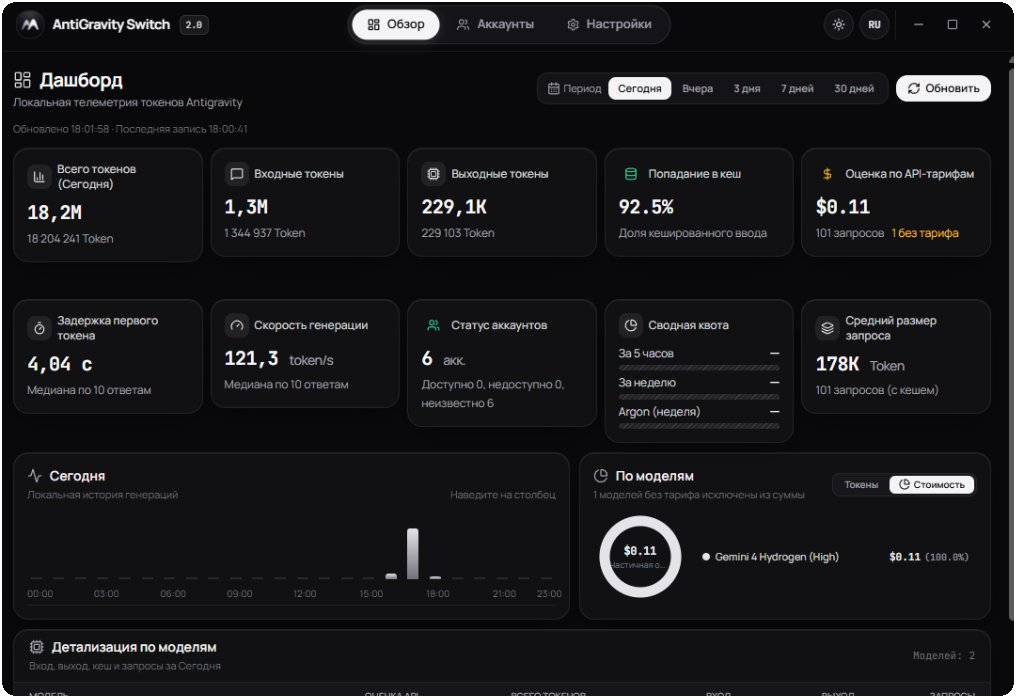 AntiGravity Switch 2.0
Обзор
Аккаунты
Настройки
RU
Дашборд
Локальная телеметрия токенов Antigravity
Период
Сегодня
Вчера
3 дня
7 дней
30 дней
Обновить
Обновлено 18:01:58 · Последняя запись 18:00:41
Всего токенов
(Сегодня)
18,2M
18 204 241 Token
Входные токены
1,3M
1 344 937 Token
Выходные токены
229,1K
229 103 Token
Попадание в кеш
92.5%
Доля кешированного ввода
Оценка по API-тарифам
$0.11
101 запросов 1 без тарифа
Задержка первого
токена
4,04 с
Медиана по 10 ответам
Скорость генерации
121,3 token/s
Медиана по 10 ответам
Статус аккаунтов
6 акк.
Доступно 0, недоступно 0,
неизвестно 6
Сводная квота
За 5 часов —
За неделю —
Argon (неделя) —
Средний размер
запроса
178K Token
101 запросов (с кешем)
Сегодня
Локальная история генераций
Наведите на столбец
00:00 03:00 06:00 09:00 12:00 15:00 18:00 21:00 23:00
По моделям
1 моделей без тарифа исключены из суммы
Токены
Стоимость
$0.11
Частичная о...
Gemini 4 Hydrogen (High) $0.11 (100.0%)
Детализация по моделям
Вход, выход, кеш и запросы за Сегодня
Моделей: 2
МОДЕЛЬ ОЦЕНКА API ВСЕГО ТОКЕНОВ ВХОД ВЫХОД ЗАПРОСЫ